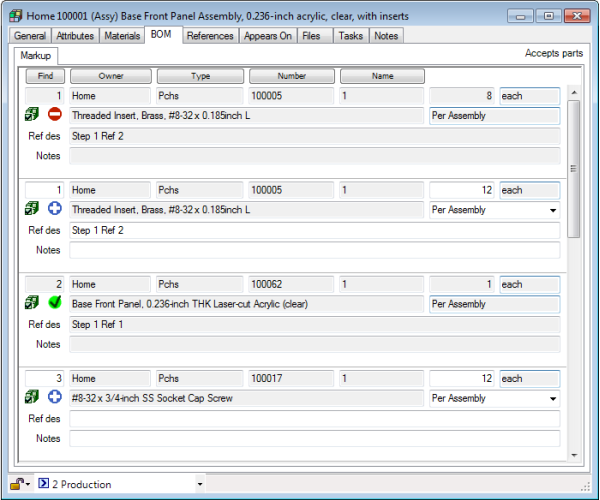 Home 100001 (Assy) Base Front Panel Assembly, 0.236-inch acrylic, clear, with inserts
General Attributes Materials BOM References Appears On Files Tasks Notes
Markup Accepts parts
Find Owner Type Number Name
1 Home Pchs 100005 1 8 each
Threaded Insert, Brass, #8-32 x 0.185inch L Per Assembly
Ref des Step 1 Ref 2
Notes
1 Home Pchs 100005 1 12 each
Threaded Insert, Brass, #8-32 x 0.185inch L Per Assembly
Ref des Step 1 Ref 2
Notes
2 Home Pchs 100062 1 1 each
Base Front Panel, 0.236-inch THK Laser-cut Acrylic (clear) Per Assembly
Ref des Step 1 Ref 1
Notes
3 Home Pchs 100017 1 12 each
#8-32 x 3/4-inch SS Socket Cap Screw Per Assembly
Ref des
Notes
2 Production